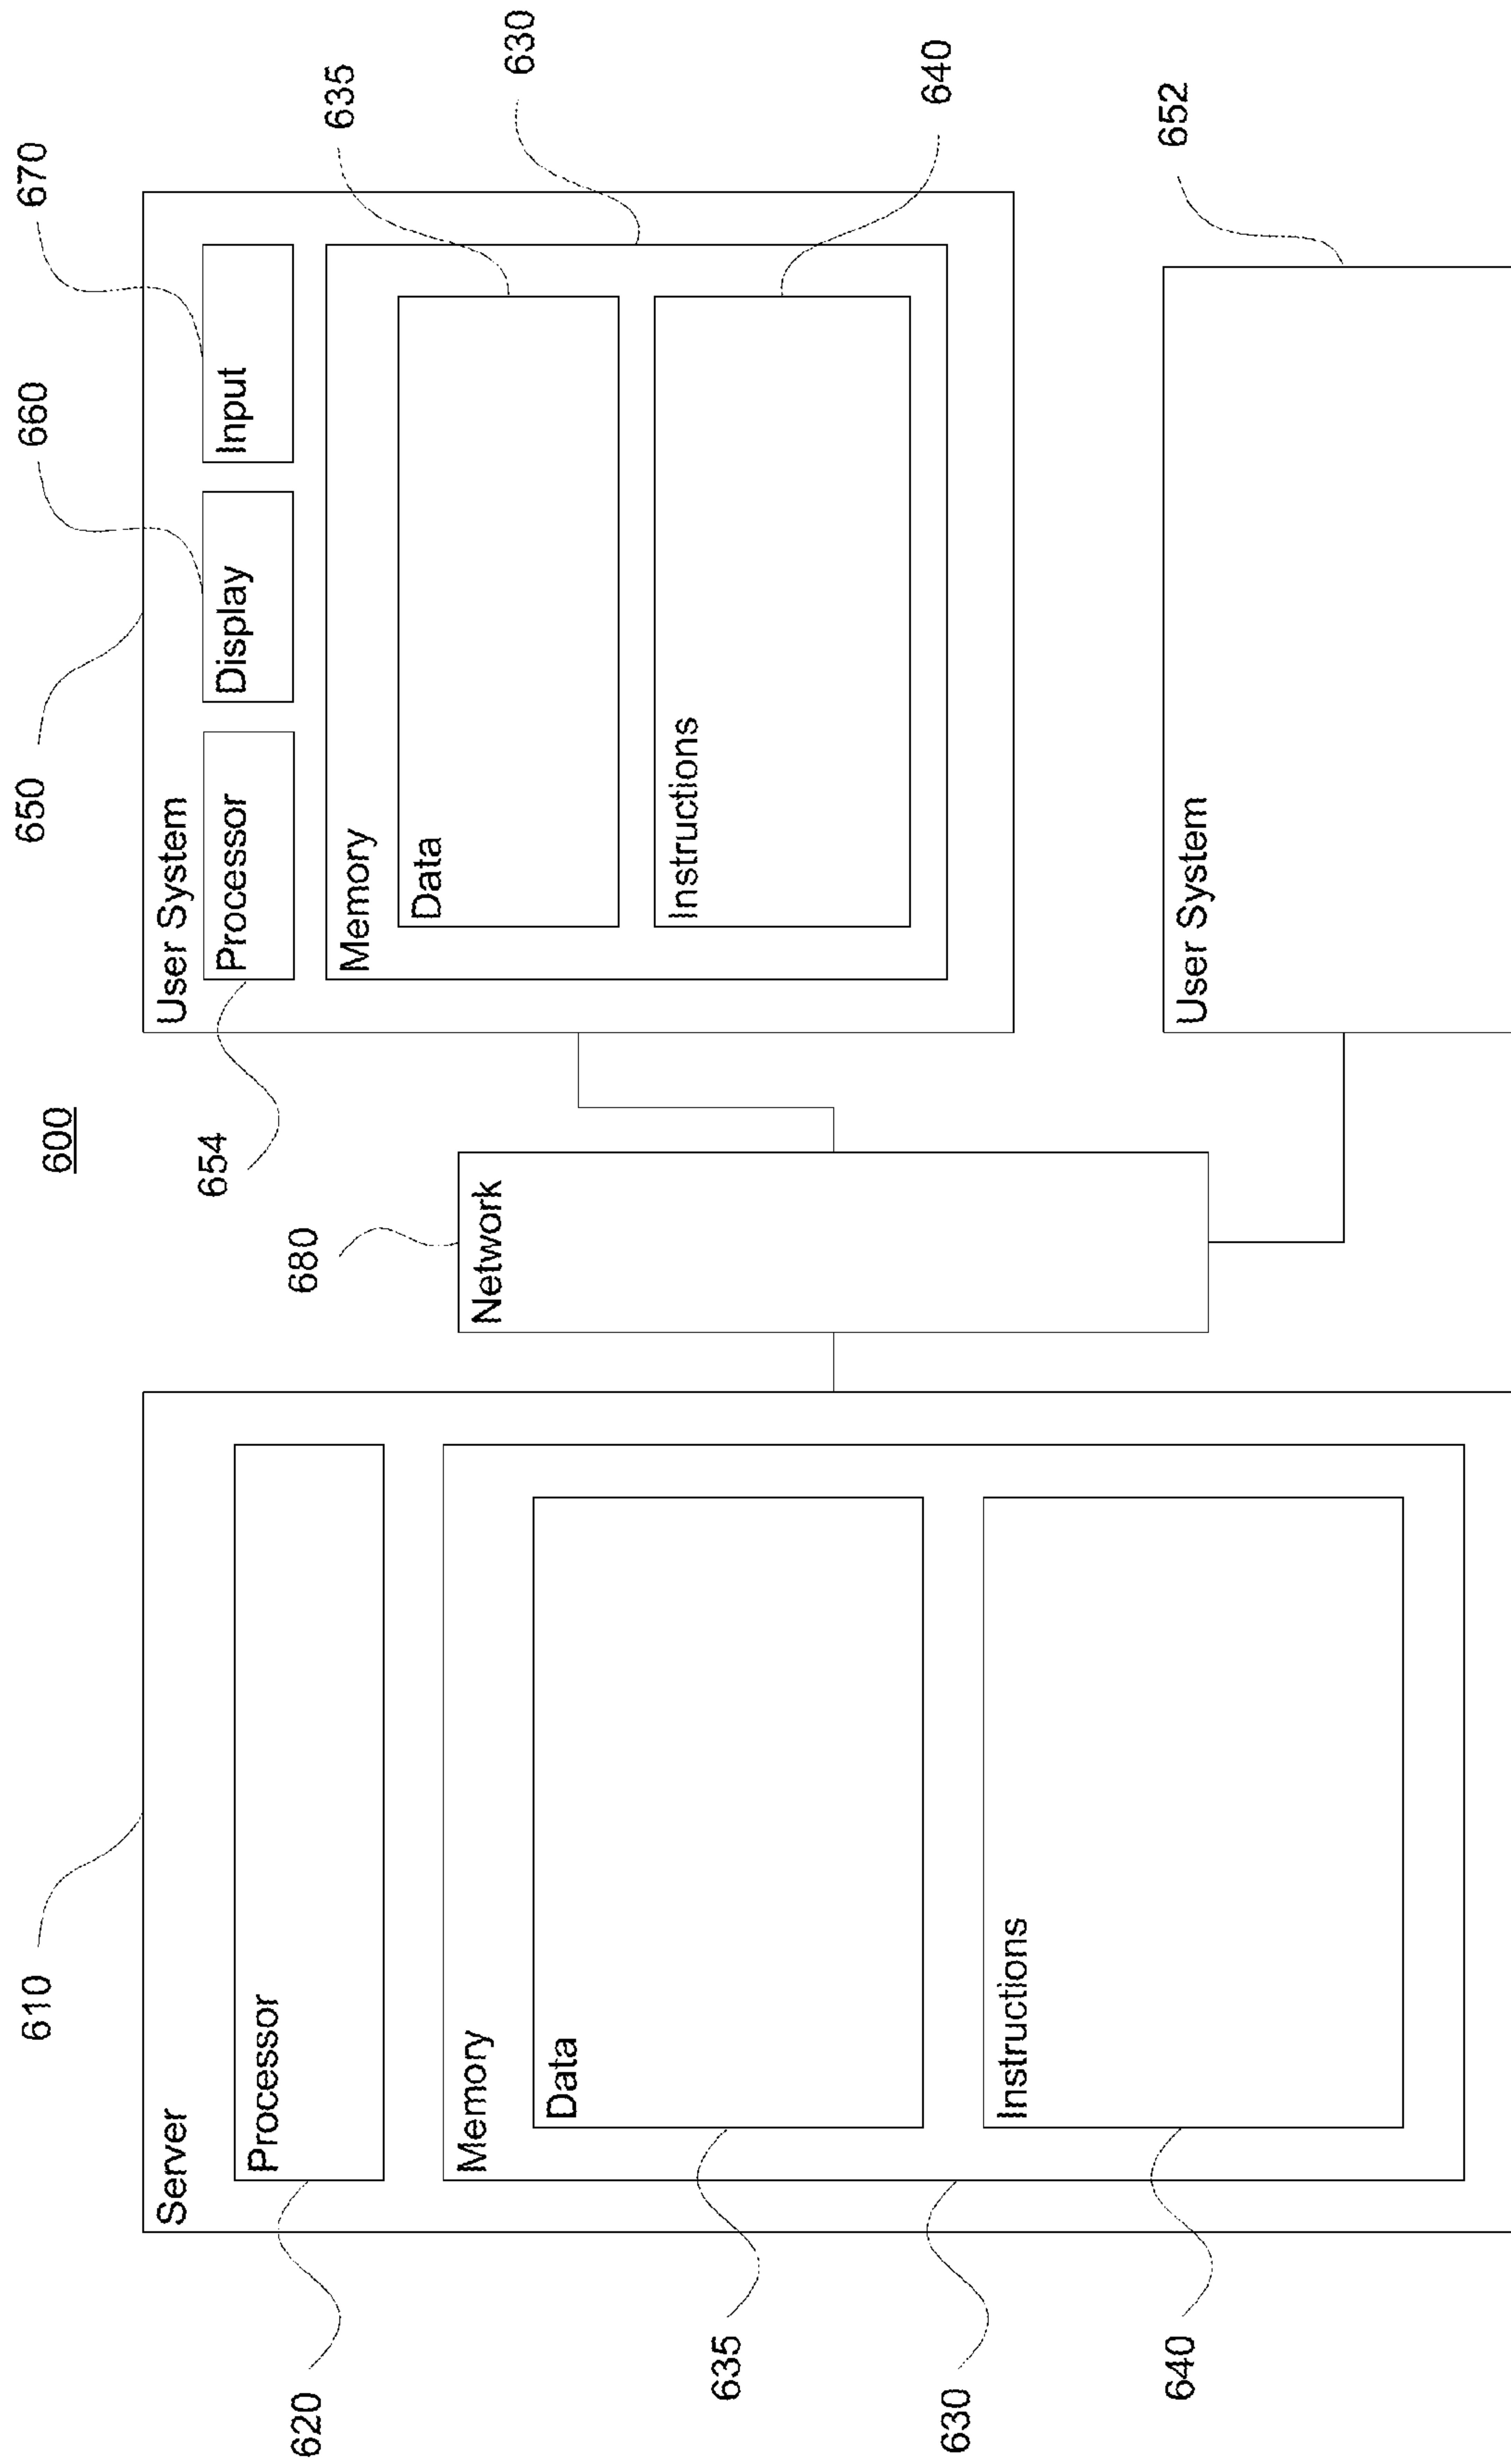 600
610
Server
620
Processor
Memory
635
Data
630
640
Instructions
680
Network
650
660
670
User System
654
Processor
Display
Input
Memory
635
Data
630
Instructions
640
652
User System